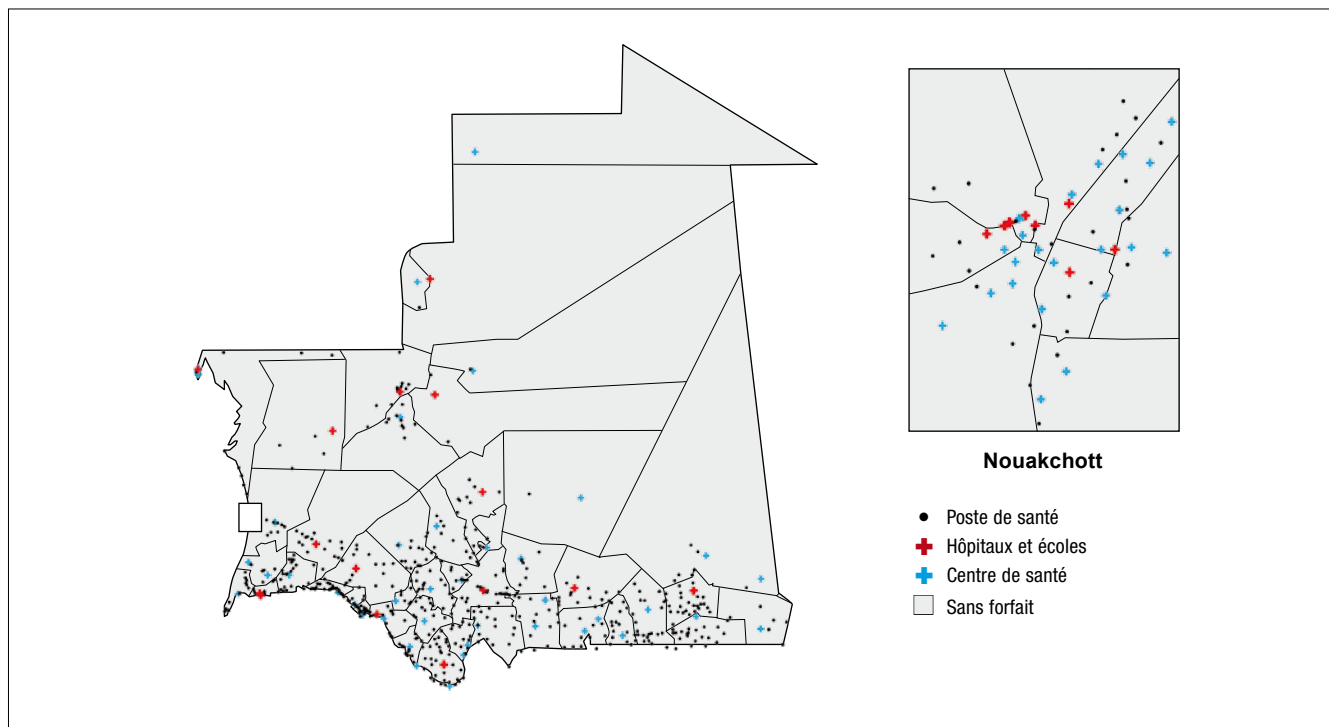 Nouakchott
Poste de santé
Hôpitaux et écoles
Centre de santé
Sans forfait